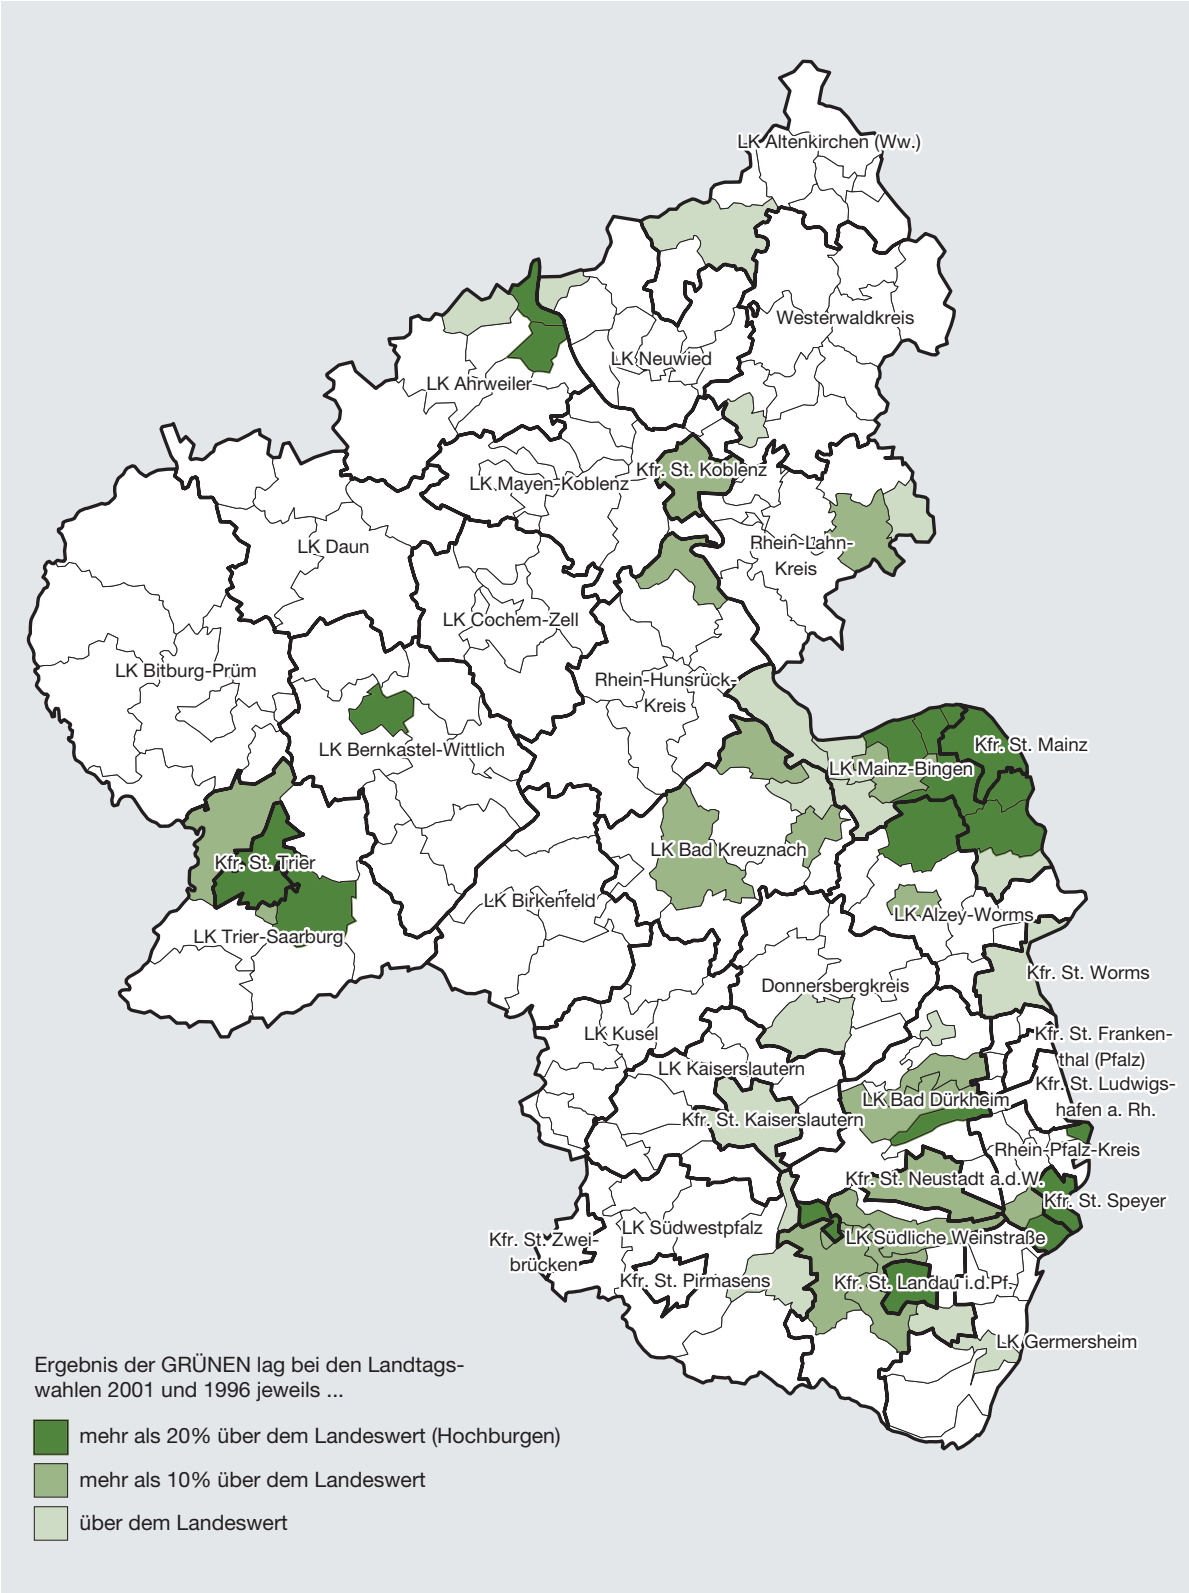 LK Altenkirchen (Ww.)
Westerwaldkreis
LK Neuwied
LK Ahrweiler
Kfr. St. Koblenz
LK Mayen-Koblenz
LK Daun
Rhein-Lahn-
Kreis
LK Cochem-Zell
LK Bitburg-Prüm
Rhein-Hunsrück-
Kreis
LK Bernkastel-Wittlich
Kfr. St. Mainz
LK Mainz-Bingen
LK Bad Kreuznach
Kfr. St. Trier
LK Birkenfeld
LK Alzey-Worms
LK Trier-Saarburg
Kfr. St. Worms
Donnersbergkreis
LK Kusel
Kfr. St. Franken-
thal (Pfalz)
LK Kaiserslautern
Kfr. St. Ludwigs-
hafen a. Rh.
LK Bad Dürkheim
Kfr. St. Kaiserslautern
Rhein-Pfalz-Kreis
Kfr. St. Neustadt a.d.W.
Kfr. St. Speyer
LK Südwestpfalz
LK Südliche Weinstraße
Kfr. St. Zwei-
brücken
Kfr. St. Pirmasens
Kfr. St. Landau i.d.Pf.
LK Germersheim
Ergebnis der GRÜNEN lag bei den Landtags-
wahlen 2001 und 1996 jeweils ...
mehr als 20% über dem Landeswert (Hochburgen)
mehr als 10% über dem Landeswert
über dem Landeswert